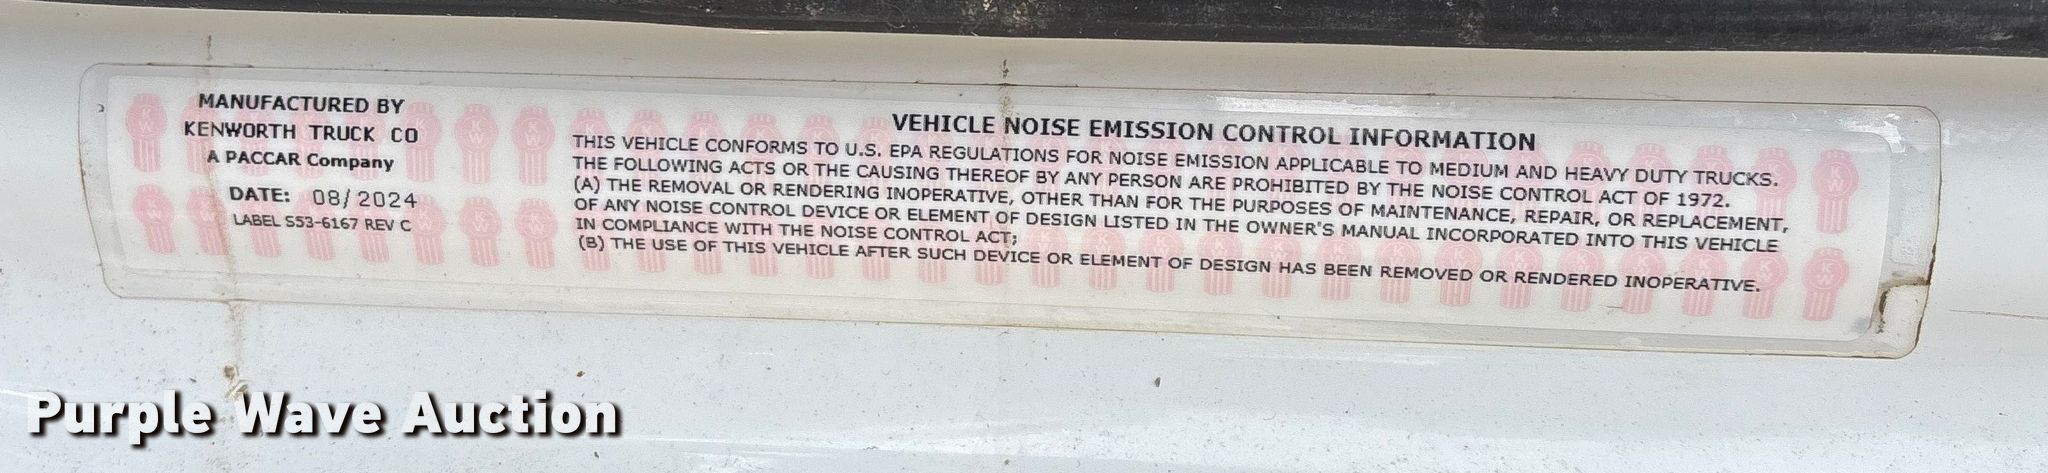 MANUFACTURED BY
KENWORTH TRUCK CO
A PACCAR Company
DATE: 08/2024
LABEL S53-6167 REV C
VEHICLE NOISE EMISSION CONTROL INFORMATION
THIS VEHICLE CONFORMS TO U.S. EPA REGULATIONS FOR NOISE EMISSION APPLICABLE TO MEDIUM AND HEAVY DUTY TRUCKS.
THE FOLLOWING ACTS OR THE CAUSING THEREOF BY ANY PERSON ARE PROHIBITED BY THE NOISE CONTROL ACT OF 1972.
(A) THE REMOVAL OR RENDERING INOPERATIVE, OTHER THAN FOR THE PURPOSES OF MAINTENANCE, REPAIR, OR REPLACEMENT,
OF ANY NOISE CONTROL DEVICE OR ELEMENT OF DESIGN LISTED IN THE OWNER'S MANUAL INCORPORATED INTO THIS VEHICLE
IN COMPLIANCE WITH THE NOISE CONTROL ACT;
(B) THE USE OF THIS VEHICLE AFTER SUCH DEVICE OR ELEMENT OF DESIGN HAS BEEN REMOVED OR RENDERED INOPERATIVE.
Purple Wave Auction